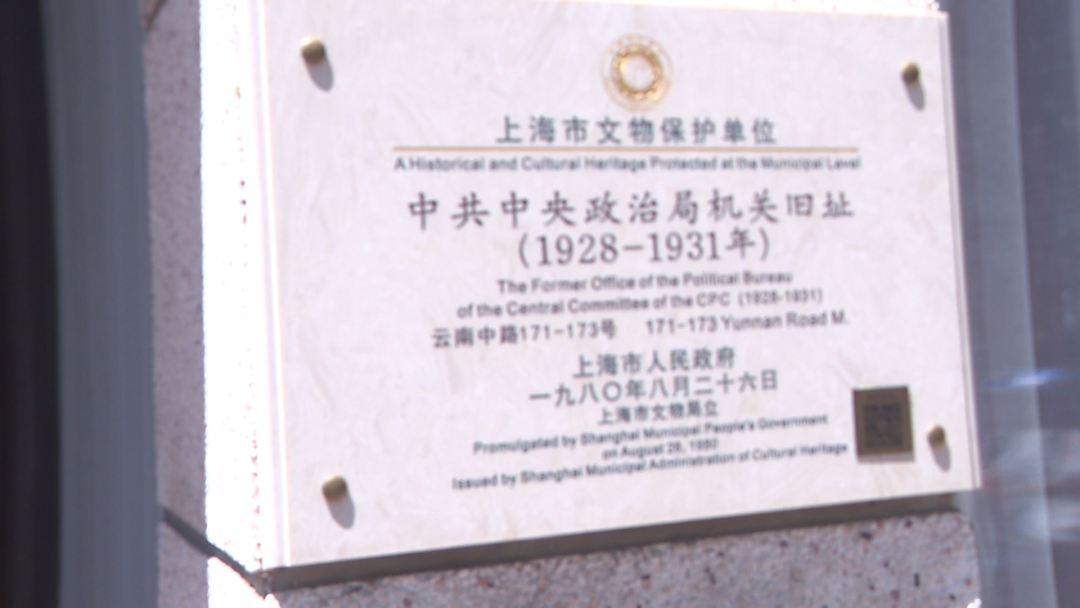 上海市文物保护单位
A Historical and Cultural Heritage Protected at the Municipal Level
中共中央政治局机关旧址
(1928-1931年)
The Former Office of the Political Bureau
of the Central Committee of the CPC (1928-1931)
云南中路171-173号 171-173 Yunnan Road M.
上海市人民政府
一九八〇年八月二十六日
上海市文物局立
Promulgated by Shanghai Municipal People's Government
on August 26, 1980
Issued by Shanghai Municipal Administration of Cultural Heritage